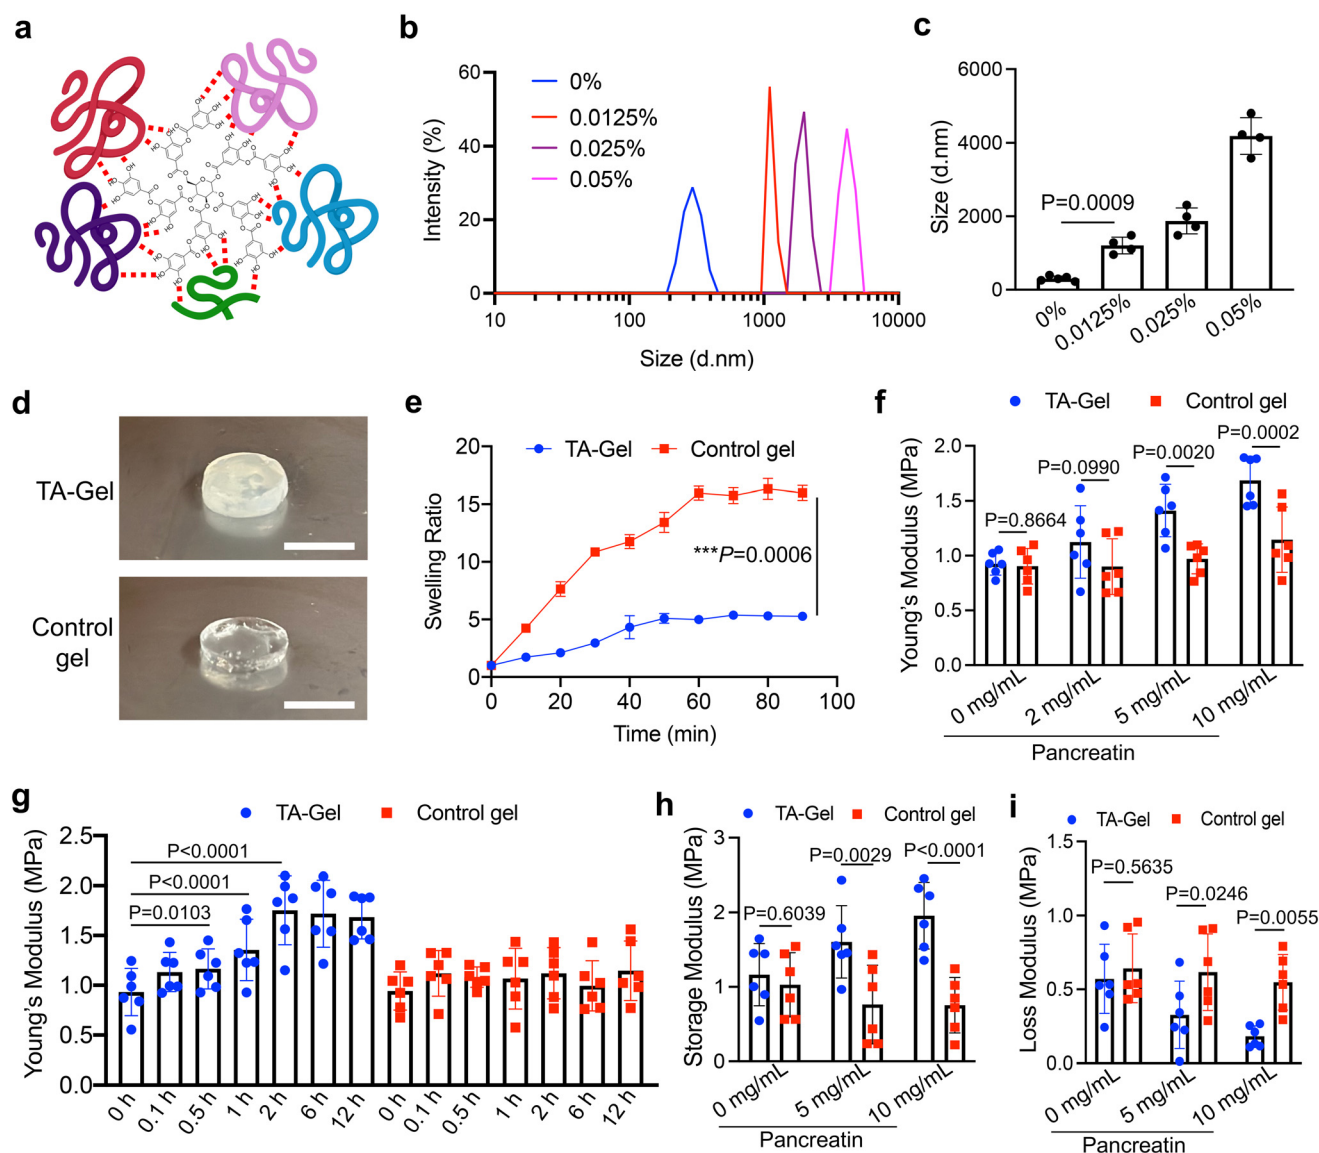 a
b
60
40
20
0
Intensity (%)
0%
0.0125%
0.025%
0.05%
10
100
1000
10000
Size (d.nm)
c
6000
4000
2000
0
Size (d.nm)
P=0.0009
0%
0.0125%
0.025%
0.05%
d
TA-Gel
Control
gel
e
TA-Gel
Control gel
20
15
10
5
0
Swelling Ratio
***P=0.0006
0
20
40
60
80
100
Time (min)
f
TA-Gel
Control gel
2.0
1.5
1.0
0.5
0.0
Young's Modulus (MPa)
P=0.8664
P=0.0990
P=0.0020
P=0.0002
0 mg/mL
2 mg/mL
5 mg/mL
10 mg/mL
Pancreatin
g
TA-Gel
Control gel
2.5
2.0
1.5
1.0
0.5
0.0
Young's Modulus (MPa)
P<0.0001
P<0.0001
P=0.0103
0 h
0.1 h
0.5 h
1 h
2 h
6 h
12 h
0 h
0.1 h
0.5 h
1 h
2 h
6 h
12 h
h
TA-Gel
Control gel
3
2
1
0
Storage Modulus (MPa)
P=0.6039
P=0.0029
P<0.0001
0 mg/mL
5 mg/mL
10 mg/mL
Pancreatin
i
TA-Gel
Control gel
1.5
1.0
0.5
0.0
Loss Modulus (MPa)
P=0.5635
P=0.0246
P=0.0055
0 mg/mL
5 mg/mL
10 mg/mL
Pancreatin